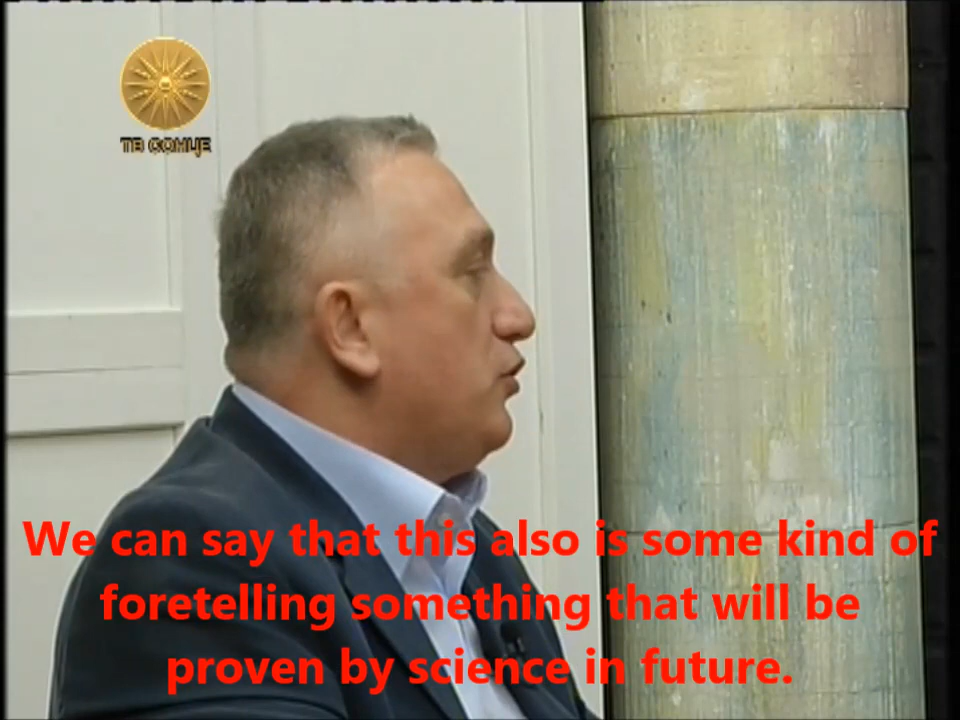 ТВ СОНЦЕ
We can say that this also is some kind of
foretelling something that will be
proven by science in future.